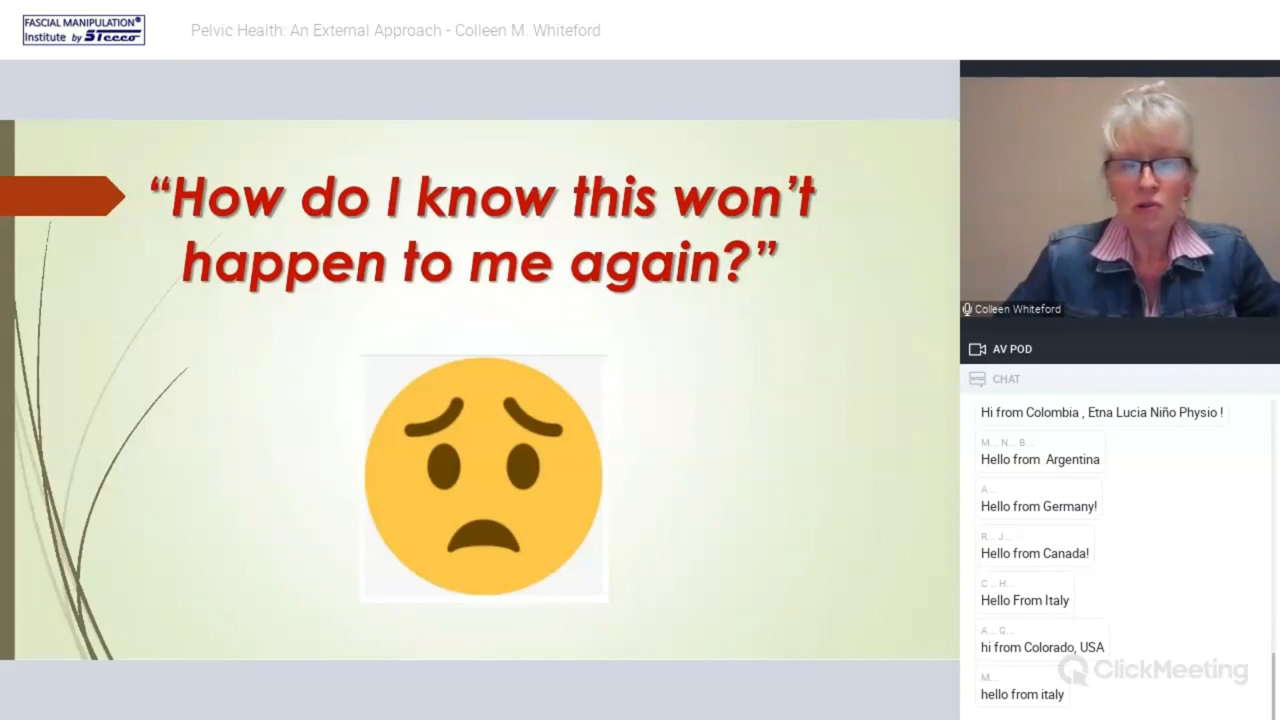 FASCIAL MANIPULATION®
Institute by STECCO
Pelvic Health: An External Approach - Colleen M. Whiteford
“How do I know this won’t
happen to me again?”
Colleen Whiteford
AV POD
CHAT
Hi from Colombia , Etna Lucia Niño Physio !
M... N... B...
Hello from Argentina
A...
Hello from Germany!
R... J...
Hello from Canada!
C... H...
Hello From Italy
A... G...
hi from Colorado, USA
ClickMeeting
M...
hello from italy